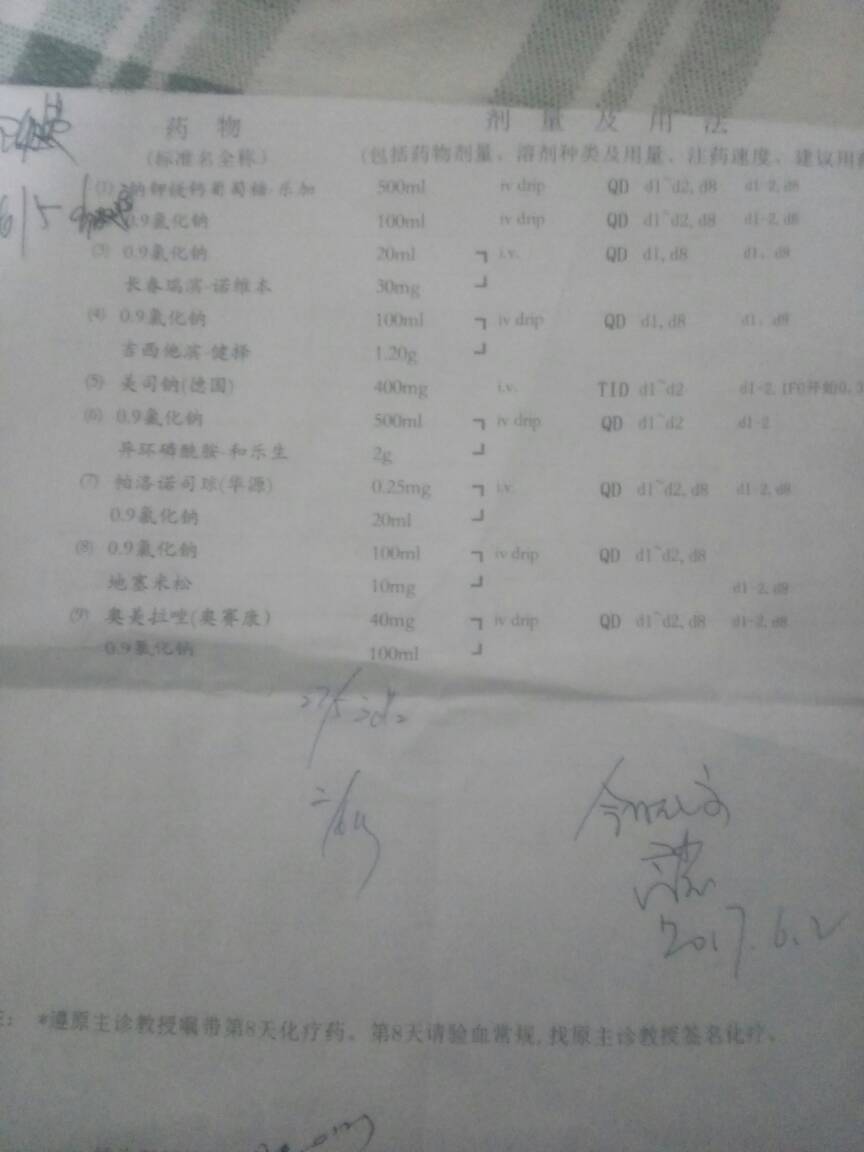 药 物 剂 量 及 用 法
(标准名全称) (包括药物剂量、溶剂种类及用量、注药速度、建议用
(1) 钠钾镁钙葡萄糖-乐加 500ml iv drip QD d1~d2, d8 d1-2, d8
0.9氯化钠 100ml iv drip QD d1~d2, d8 d1-2, d8
(3) 0.9氯化钠 20ml ┐ i.v. QD d1, d8 d1、d8
长春瑞滨-诺维本 30mg ┘
(4) 0.9氯化钠 100ml ┐ iv drip QD d1, d8 d1、d8
吉西他滨-健择 1.20g ┘
(5) 美司钠(德国) 400mg i.v. TID d1~d2 d1-2, IFO开始0.
(6) 0.9氯化钠 500ml ┐ iv drip QD d1~d2 d1-2
异环磷酰胺-和乐生 2g ┘
(7) 帕洛诺司琼(华源) 0.25mg ┐ i.v. QD d1~d2, d8 d1-2, d8
0.9氯化钠 20ml ┘
(8) 0.9氯化钠 100ml ┐ iv drip QD d1~d2, d8
地塞米松 10mg ┘ d1-2, d8
(9) 奥美拉唑(奥赛康) 40mg ┐ iv drip QD d1~d2, d8 d1-2, d8
0.9氯化钠 100ml ┘
27/5
2017.6.2
*遵原主诊教授嘱带第8天化疗药。第8天请验血常规,找原主诊教授签名化疗。